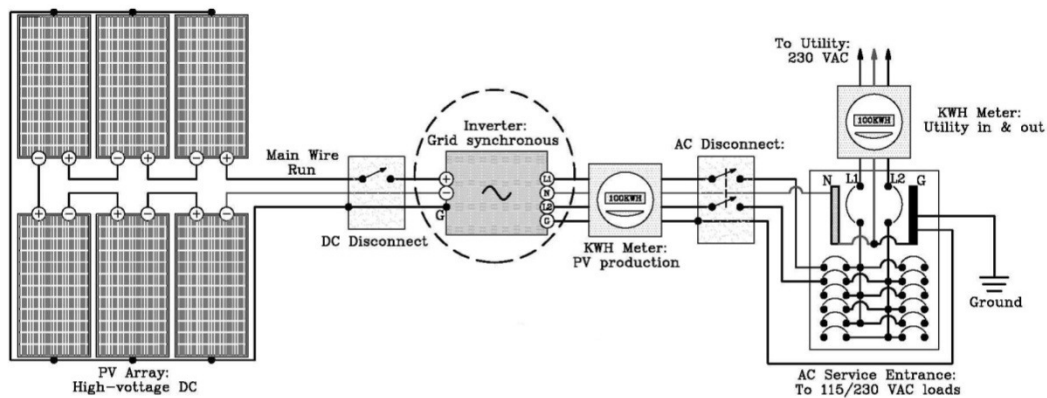 To Utility:
230 VAC
100KWH
KWH Meter:
Utility in & out
Inverter:
Grid synchronous
AC Disconnect:
Main Wire
Run
N L1 L2 G
− + − + − +
+ − + − + −
+
−
G
L1
N
L2
G
100KWH
DC Disconnect
KWH Meter:
PV production
Ground
PV Array:
High-vottage DC
AC Service Entrance:
To 115/230 VAC loads